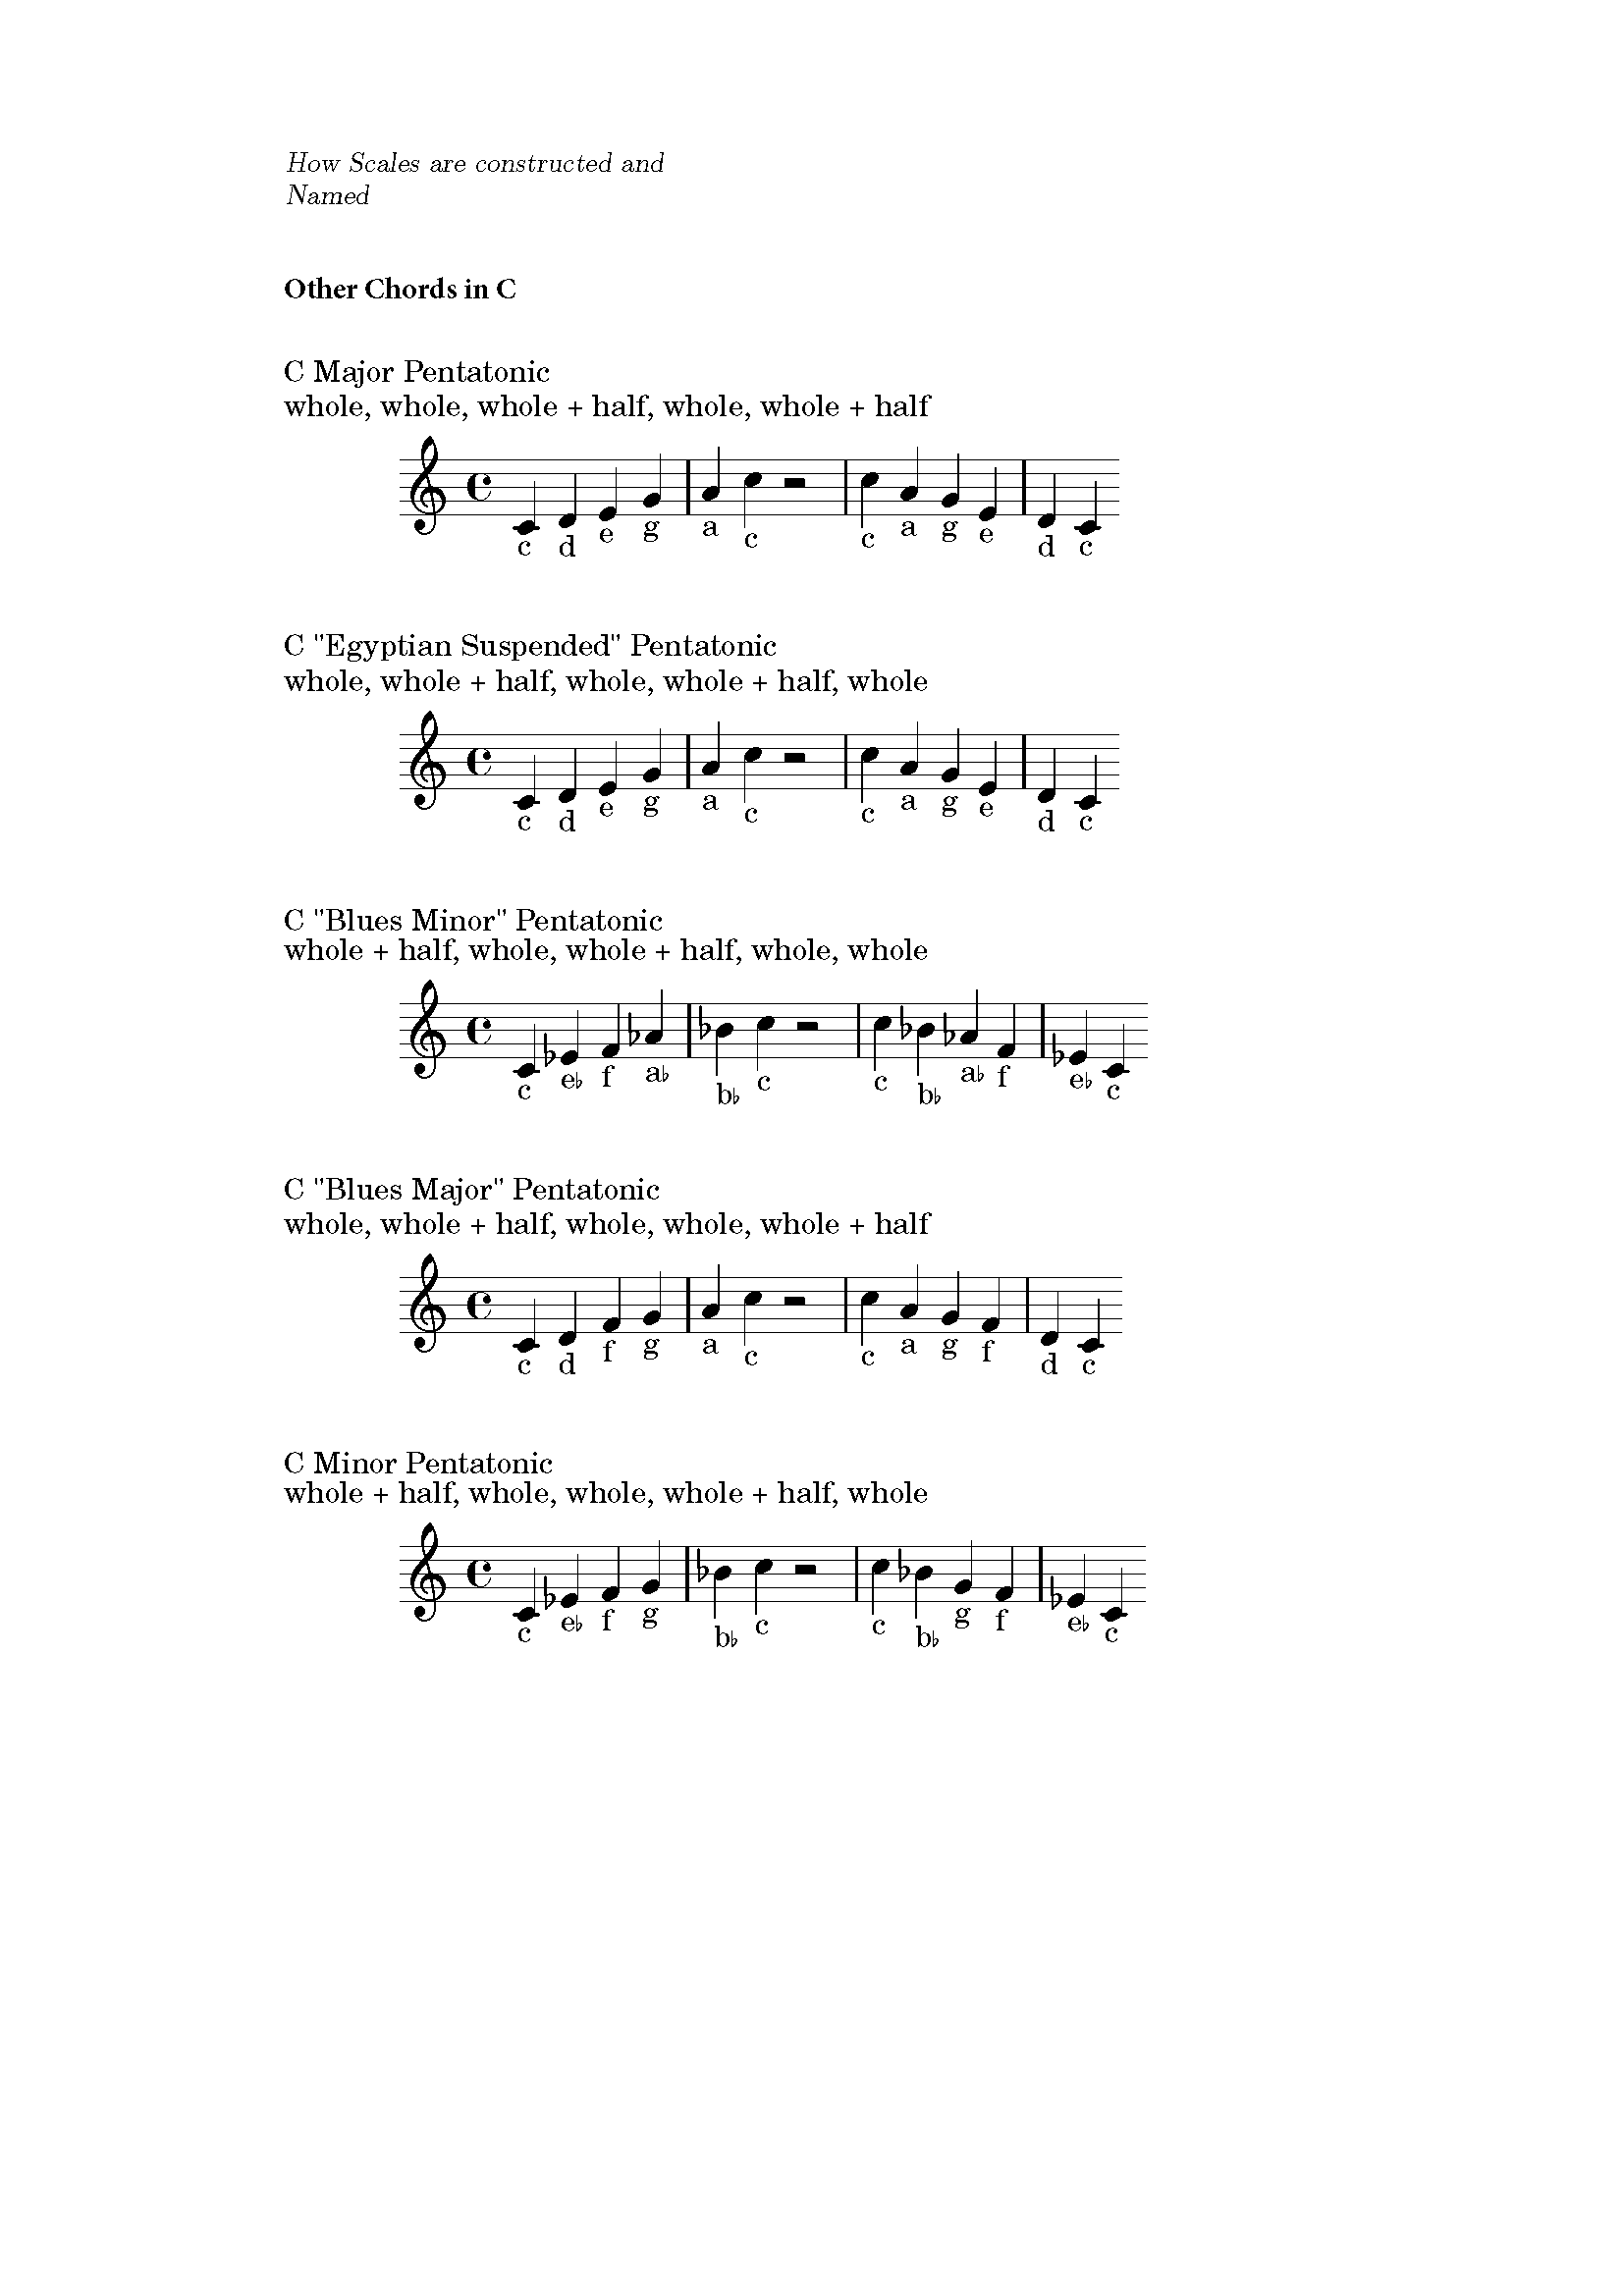 How Scales are constructed and
Named
Other Chords in C
C Major Pentatonic
whole, whole, whole + half, whole, whole + half
c d e g a c c a g e d c
C "Egyptian Suspended" Pentatonic
whole, whole + half, whole, whole + half, whole
c d e g a c c a g e d c
C "Blues Minor" Pentatonic
whole + half, whole, whole + half, whole, whole
c e♭ f a♭ b♭ c c b♭ a♭ f e♭ c
C "Blues Major" Pentatonic
whole, whole + half, whole, whole, whole + half
c d f g a c c a g f d c
C Minor Pentatonic
whole + half, whole, whole, whole + half, whole
c e♭ f g b♭ c c b♭ g f e♭ c